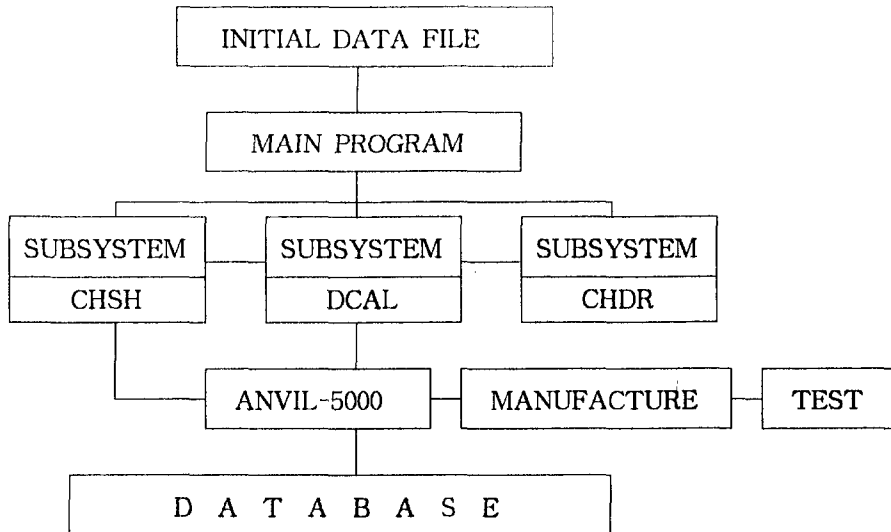 INITIAL DATA FILE
MAIN PROGRAM
SUBSYSTEM SUBSYSTEM SUBSYSTEM
CHSH DCAL CHDR
ANVIL-5000 MANUFACTURE TEST
D A T A B A S E